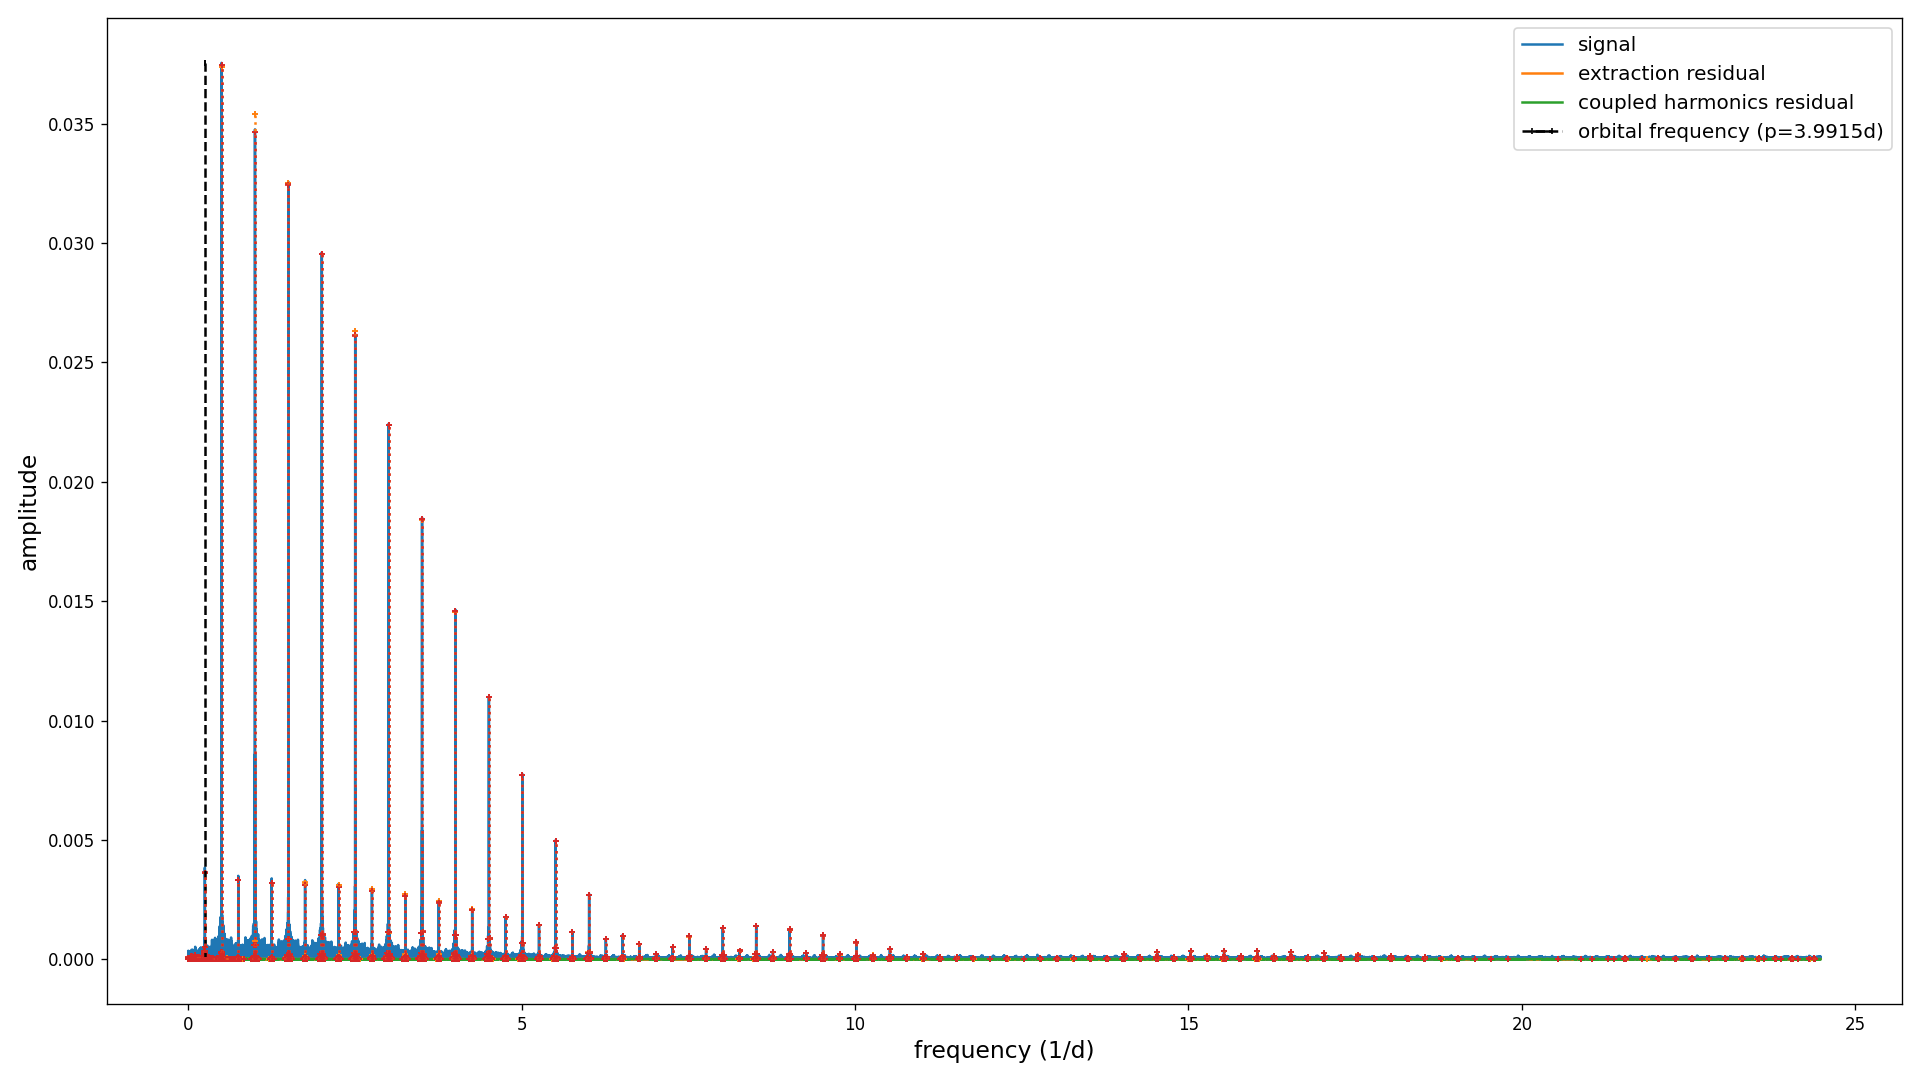 signal
extraction residual
coupled harmonics residual
orbital frequency (p=3.9915d)
0.035
0.030
0.025
0.020
0.015
0.010
0.005
0.000
amplitude
0
5
10
15
20
25
frequency (1/d)